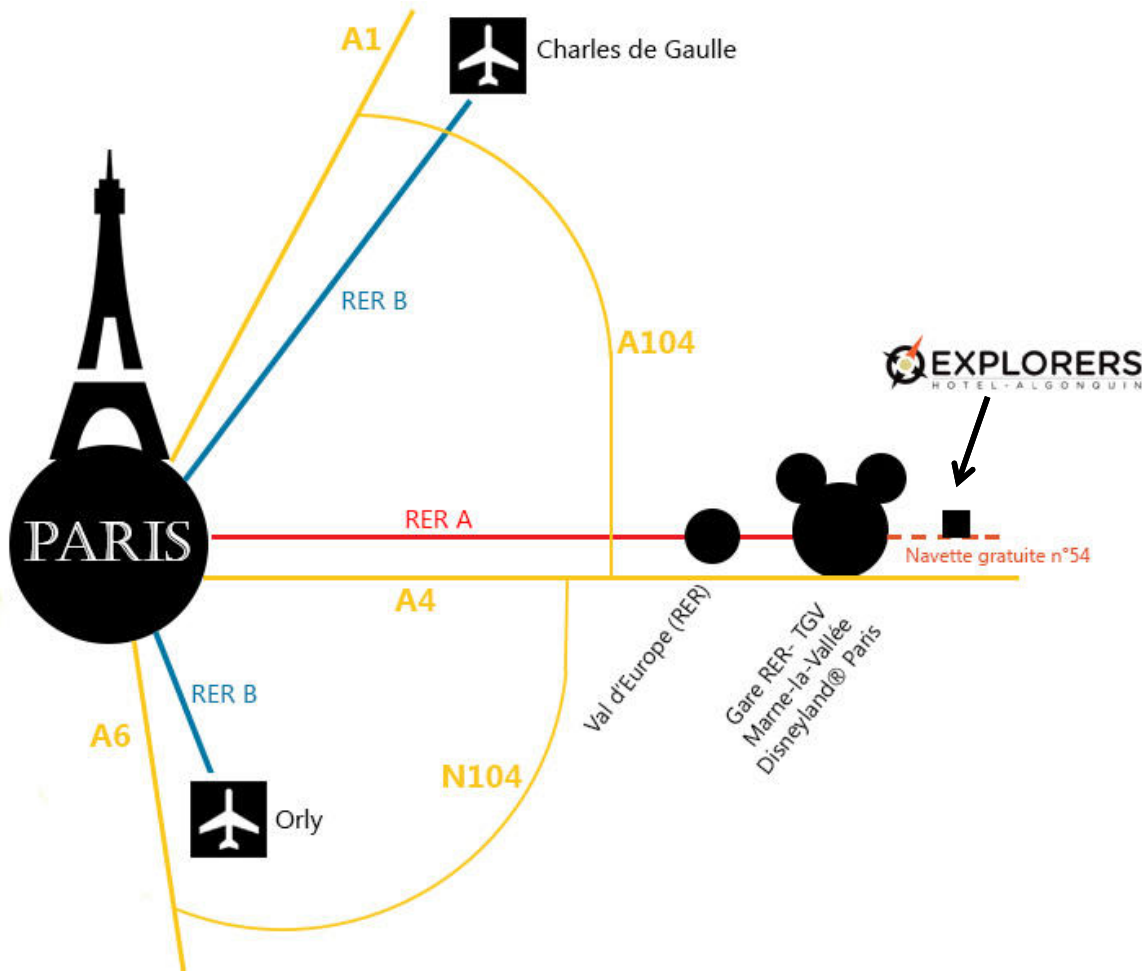 A1
Charles de Gaulle
RER B
A104
EXPLORERS
HOTEL-ALGONQUIN
PARIS
RER A
Navette gratuite n°54
A4
Val d'Europe (RER)
Gare RER- TGV
Marne-la-Vallée
Disneyland® Paris
RER B
A6
N104
Orly